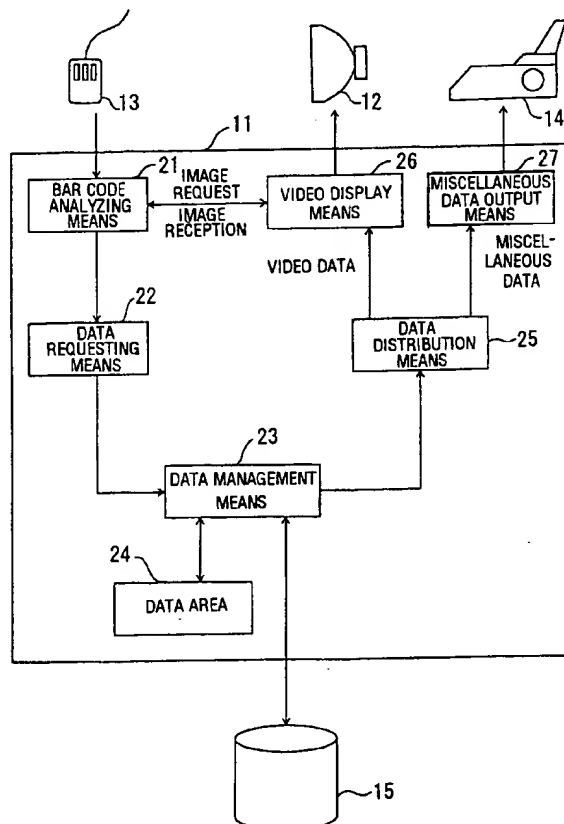 13
12
14
11
21
BAR CODE
ANALYZING
MEANS
IMAGE
REQUEST
IMAGE
RECEPTION
26
VIDEO DISPLAY
MEANS
27
MISCELLANEOUS
DATA OUTPUT
MEANS
VIDEO DATA
MISCEL-
LANEOUS
DATA
22
DATA
REQUESTING
MEANS
DATA
DISTRIBUTION
MEANS
25
23
DATA MANAGEMENT
MEANS
24
DATA AREA
15